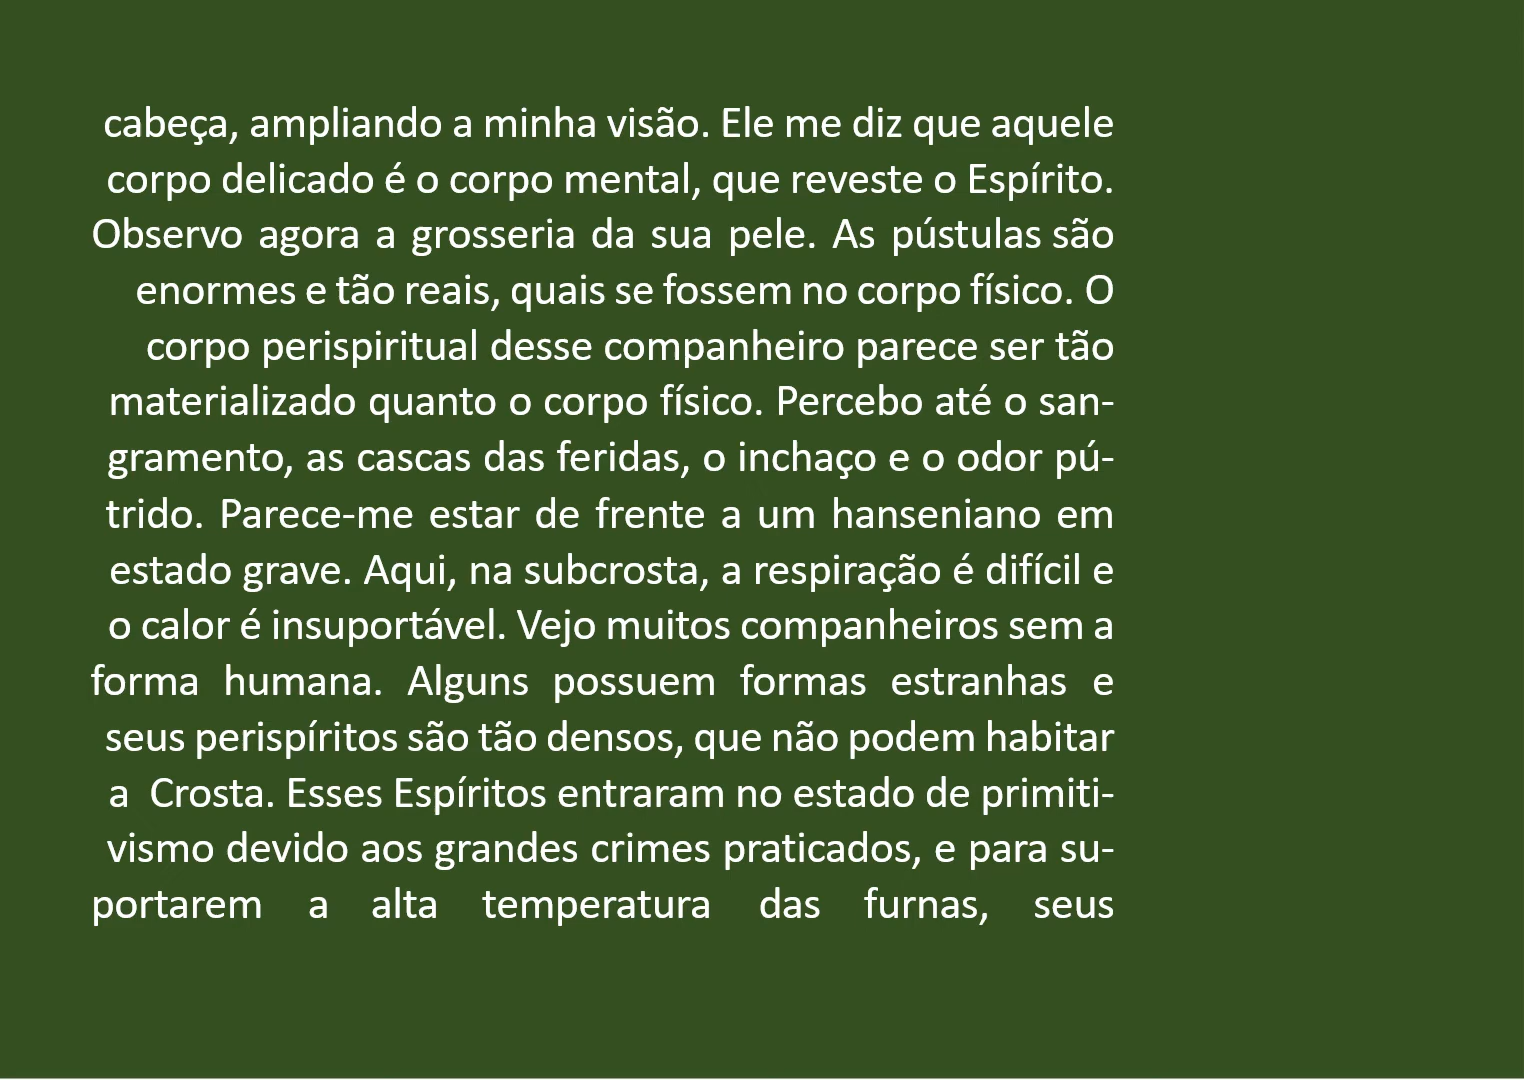 cabeça, ampliando a minha visão. Ele me diz que aquele
corpo delicado é o corpo mental, que reveste o Espírito.
Observo agora a grosseria da sua pele. As pústulas são
enormes e tão reais, quais se fossem no corpo físico. O
corpo perispiritual desse companheiro parece ser tão
materializado quanto o corpo físico. Percebo até o san-
gramento, as cascas das feridas, o inchaço e o odor pú-
trido. Parece-me estar de frente a um hanseniano em
estado grave. Aqui, na subcrosta, a respiração é difícil e
o calor é insuportável. Vejo muitos companheiros sem a
forma humana. Alguns possuem formas estranhas e
seus perispíritos são tão densos, que não podem habitar
a Crosta. Esses Espíritos entraram no estado de primiti-
vismo devido aos grandes crimes praticados, e para su-
portarem a alta temperatura das furnas, seus